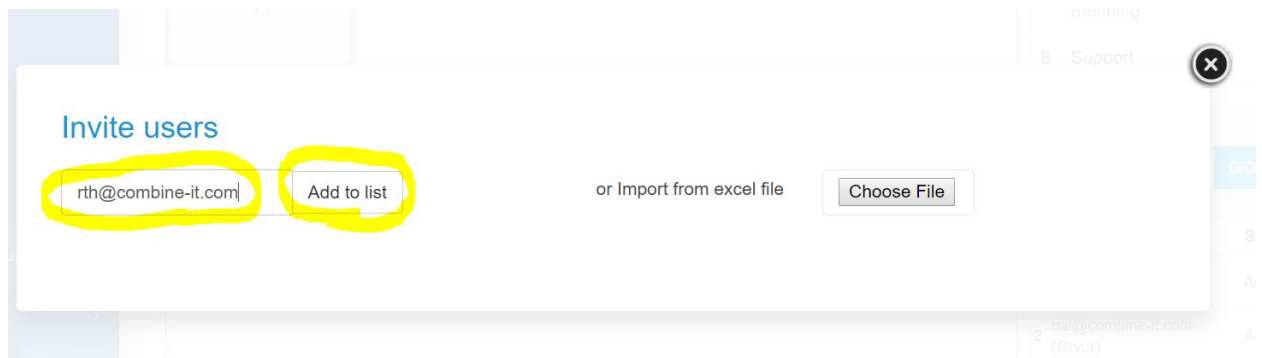 menning
8 Support
Invite users
rth@combine-it.com
Add to list
or Import from excel file
Choose File
GO
S
A
2 oal@combine-it.com
(Ørvur)
A